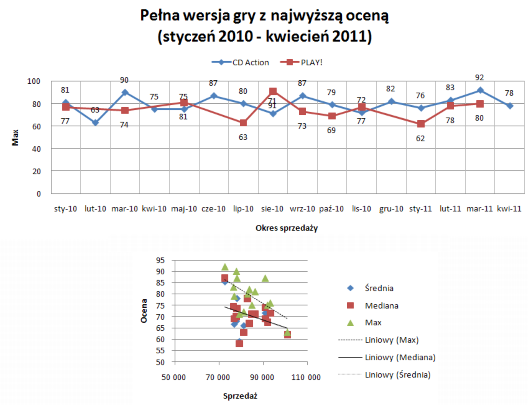 Pełna wersja gry z najwyższą oceną
(styczeń 2010 - kwiecień 2011)
CD Action PLAY!
Max
100
80
60
40
20
0
81 63 90 75 75 87 80 71 87 79 73 82 76 83 92 78
77 74 81 63 91 73 69 77 62 78 80
sty-10 lut-10 mar-10 kwi-10 maj-10 cze-10 lip-10 sie-10 wrz-10 paź-10 lis-10 gru-10 sty-11 lut-11 mar-11 kwi-11
Okres sprzedaży
Ocena
95
90
85
80
75
70
65
60
55
50
50 000 70 000 90 000 110 000
Sprzedaż
Średnia
Mediana
Max
Liniowy (Max)
Liniowy (Mediana)
Liniowy (Średnia)